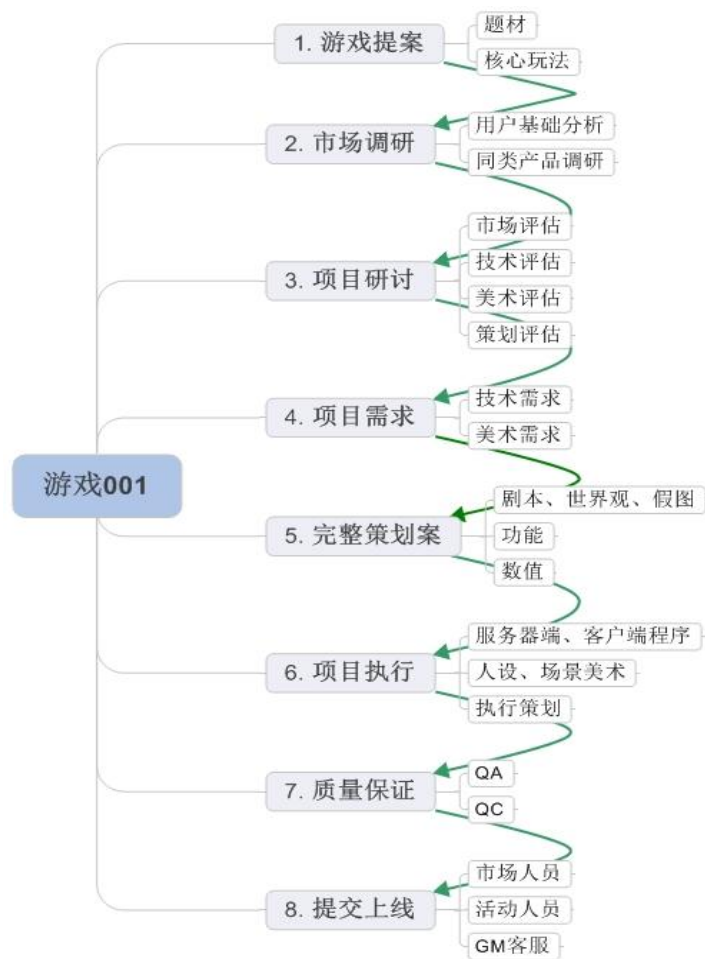 1. 游戏提案
题材
核心玩法
2. 市场调研
用户基础分析
同类产品调研
3. 项目研讨
市场评估
技术评估
美术评估
策划评估
4. 项目需求
技术需求
美术需求
游戏001
5. 完整策划案
剧本、世界观、假图
功能
数值
6. 项目执行
服务器端、客户端程序
人设、场景美术
执行策划
7. 质量保证
QA
QC
8. 提交上线
市场人员
活动人员
GM客服